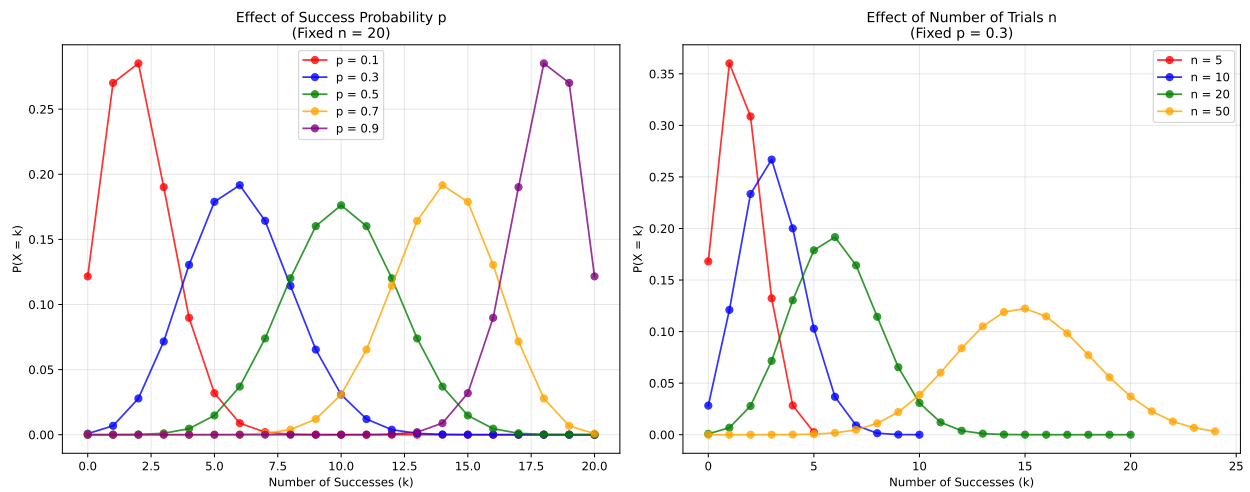 Effect of Success Probability p
(Fixed n = 20)
p = 0.1
p = 0.3
p = 0.5
p = 0.7
p = 0.9
P(X = k)
0.25
0.20
0.15
0.10
0.05
0.00
0.0 2.5 5.0 7.5 10.0 12.5 15.0 17.5 20.0
Number of Successes (k)
Effect of Number of Trials n
(Fixed p = 0.3)
n = 5
n = 10
n = 20
n = 50
P(X = k)
0.35
0.30
0.25
0.20
0.15
0.10
0.05
0.00
0 5 10 15 20 25
Number of Successes (k)